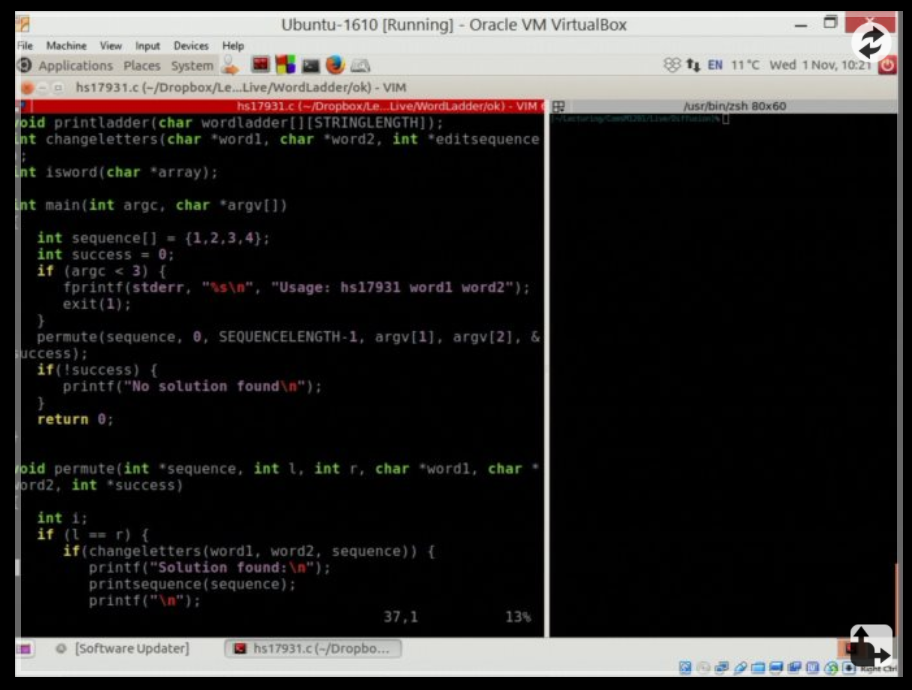 Ubuntu-1610 [Running] - Oracle VM VirtualBox
File Machine View Input Devices Help
Applications Places System
EN 11°C Wed 1 Nov, 10:21
hs17931.c (~/Dropbox/Le...Live/WordLadder/ok) - VIM
hs17931.c (~/Dropbox/Le...Live/WordLadder/ok) - VIM
/usr/bin/zsh 80x60
oid printladder(char wordladder[][STRINGLENGTH]);
nt changeletters(char *word1, char *word2, int *editsequence
;
nt isword(char *array);
nt main(int argc, char *argv[])
int sequence[] = {1,2,3,4};
int success = 0;
if (argc < 3) {
fprintf(stderr, "%s\n", "Usage: hs17931 word1 word2");
exit(1);
}
permute(sequence, 0, SEQUENCELENGTH-1, argv[1], argv[2], &
uccess);
if(!success) {
printf("No solution found\n");
}
return 0;
oid permute(int *sequence, int l, int r, char *word1, char *
ord2, int *success)
int i;
if (l == r) {
if(changeletters(word1, word2, sequence)) {
printf("Solution found:\n");
printsequence(sequence);
printf("\n");
37,1 13%
[Software Updater]
hs17931.c (~/Dropbo...
Right Ctrl